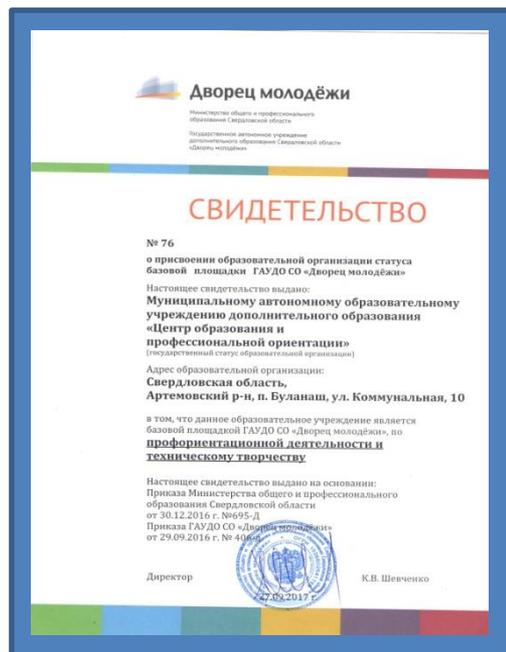 Дворец молодёжи
Министерство общего и профессионального
образования Свердловской области
Государственное автономное учреждение
дополнительного образования Свердловской области
«Дворец молодёжи»
СВИДЕТЕЛЬСТВО
№ 76
о присвоении образовательной организации статуса
базовой площадки ГАУДО СО «Дворец молодёжи»
Настоящее свидетельство выдано:
Муниципальному автономному образовательному
учреждению дополнительного образования
«Центр образования и
профессиональной ориентации»
(государственный статус образовательной организации)
Адрес образовательной организации:
Свердловская область,
Артемовский р-н, п. Буланаш, ул. Коммунальная, 10
в том, что данное образовательное учреждение является
базовой площадкой ГАУДО СО «Дворец молодёжи», по
профориентационной деятельности и
техническому творчеству
Настоящее свидетельство выдано на основании:
Приказа Министерства общего и профессионального
образования Свердловской области
от 30.12.2016 г. №695-Д
Приказа ГАУДО СО «Дворец молодёжи»
от 29.09.2016 г. № 406-д
Директор
К.В. Шевченко
27.09.2017 г.